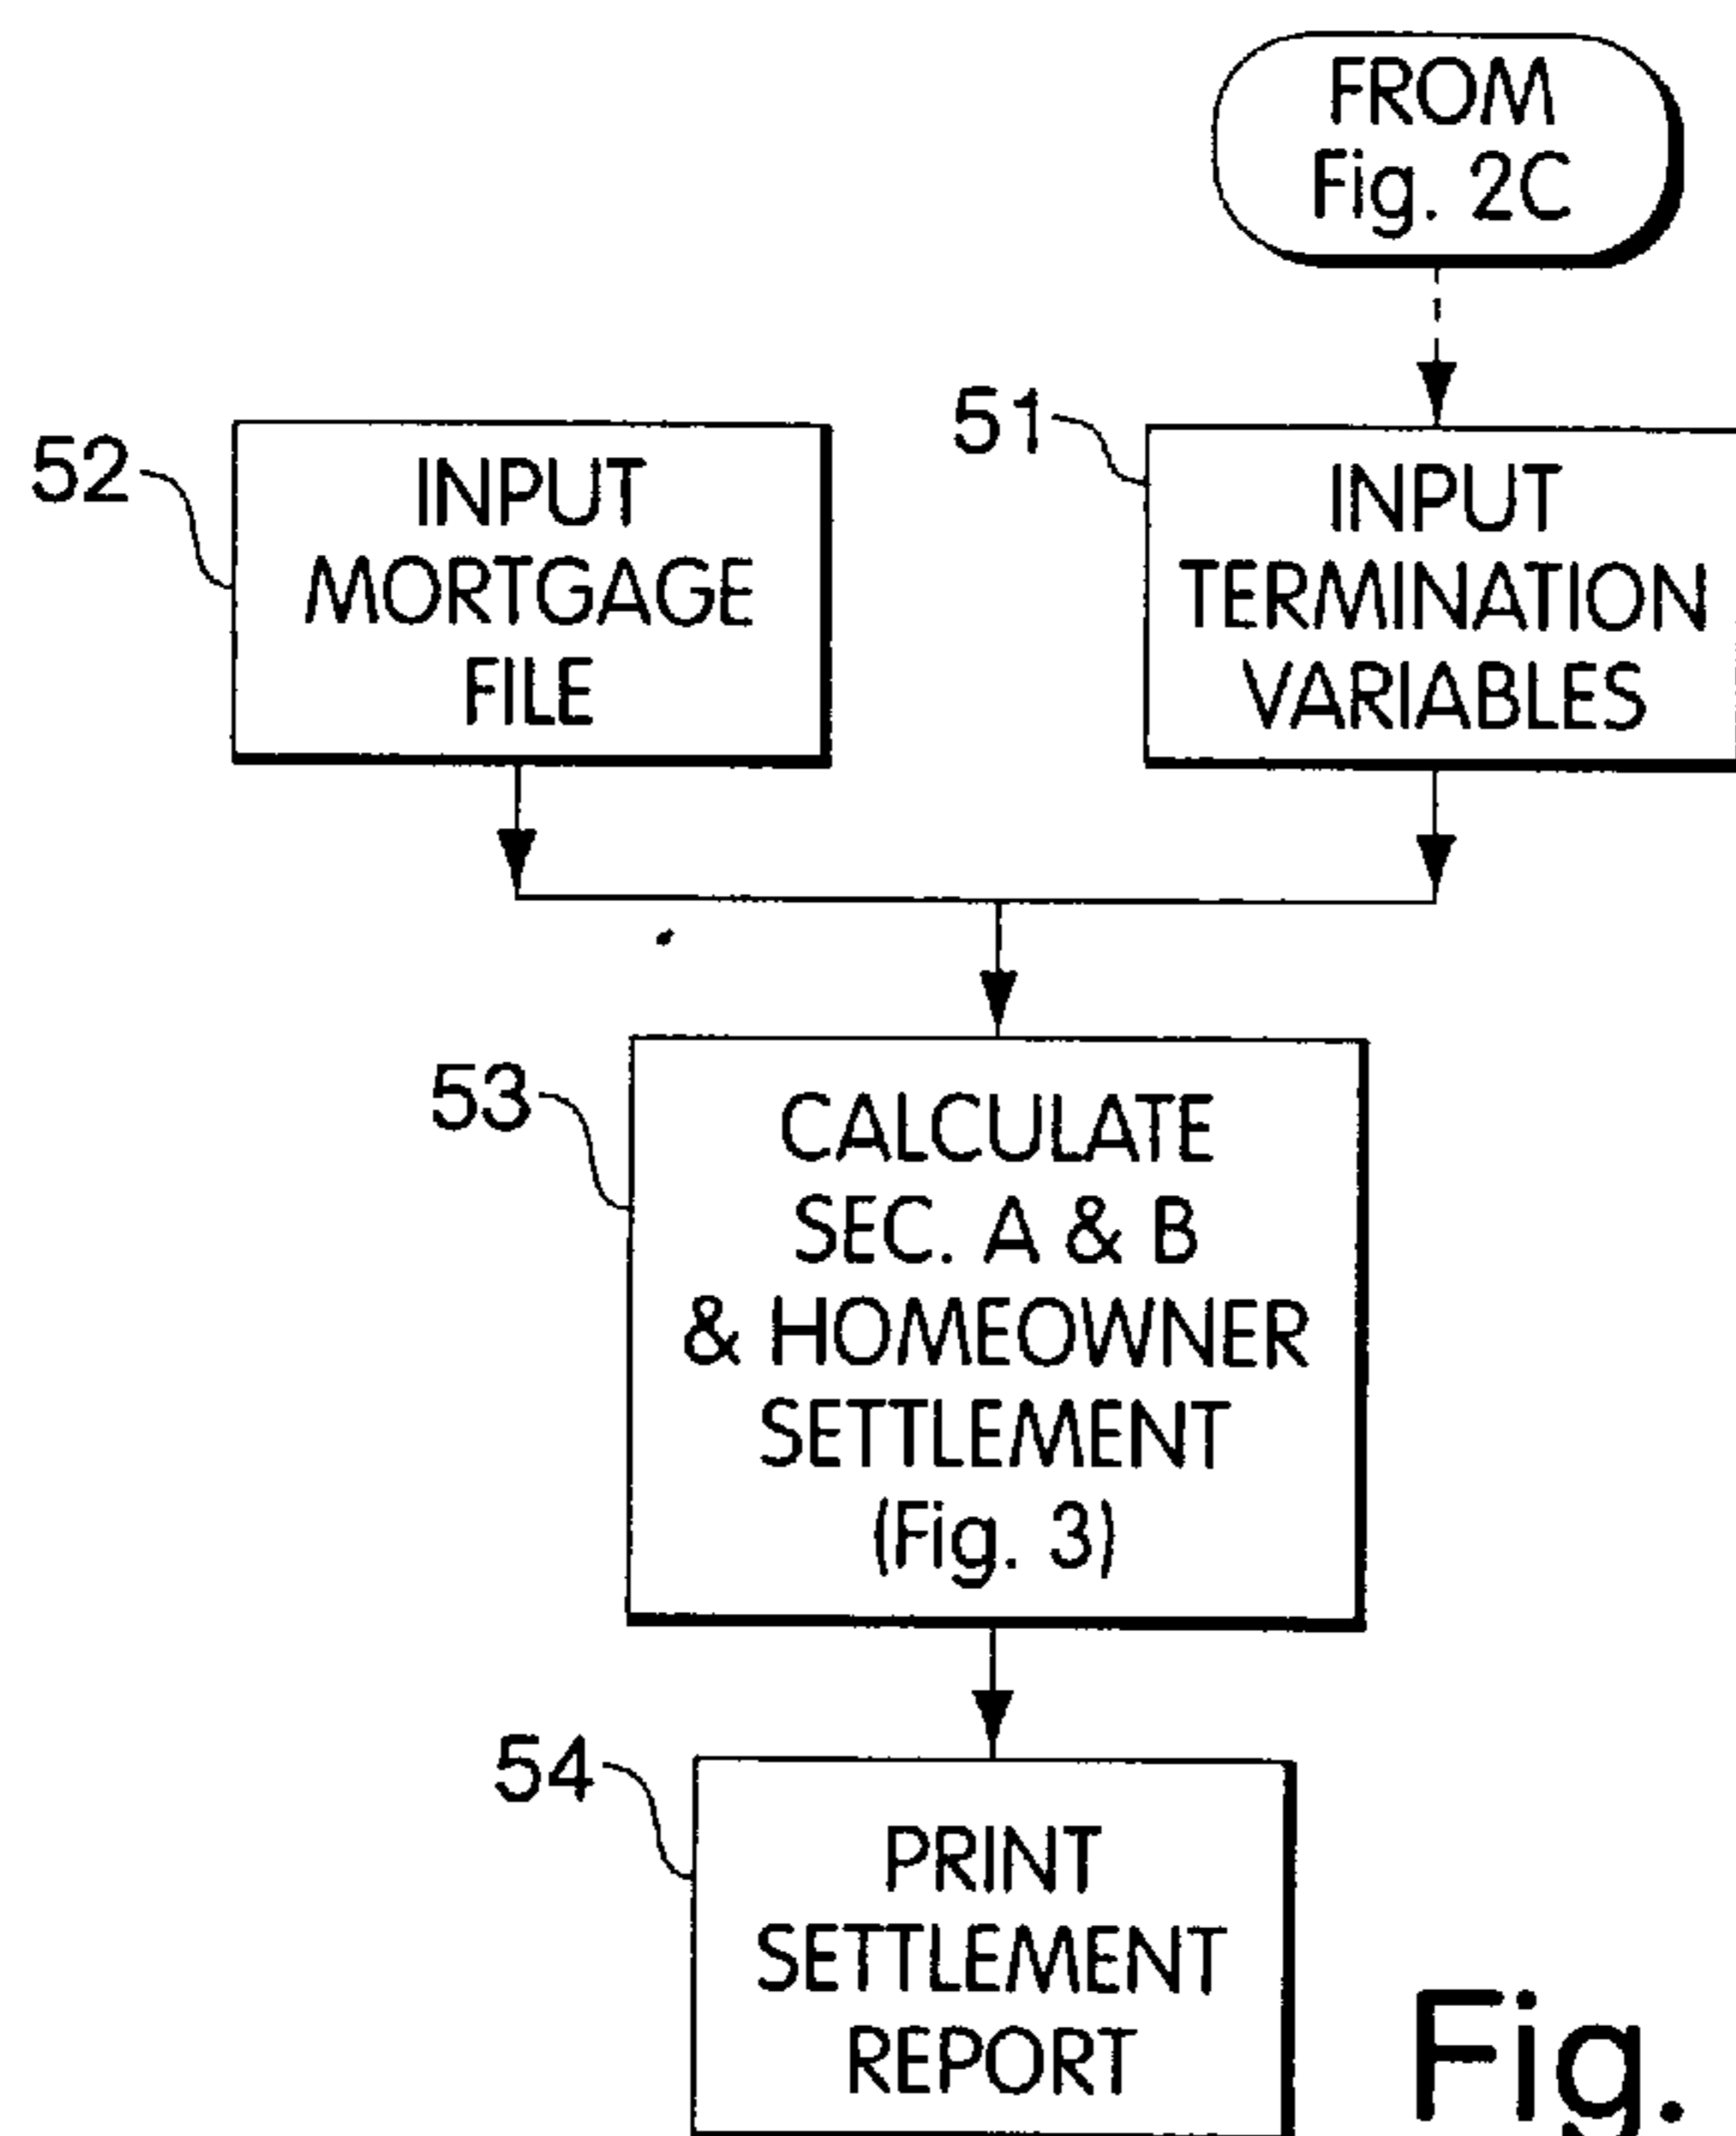 FROM
Fig. 2C
52
INPUT
MORTGAGE
FILE
51
INPUT
TERMINATION
VARIABLES
53
CALCULATE
SEC. A & B
& HOMEOWNER
SETTLEMENT
(Fig. 3)
54
PRINT
SETTLEMENT
REPORT
Fig.